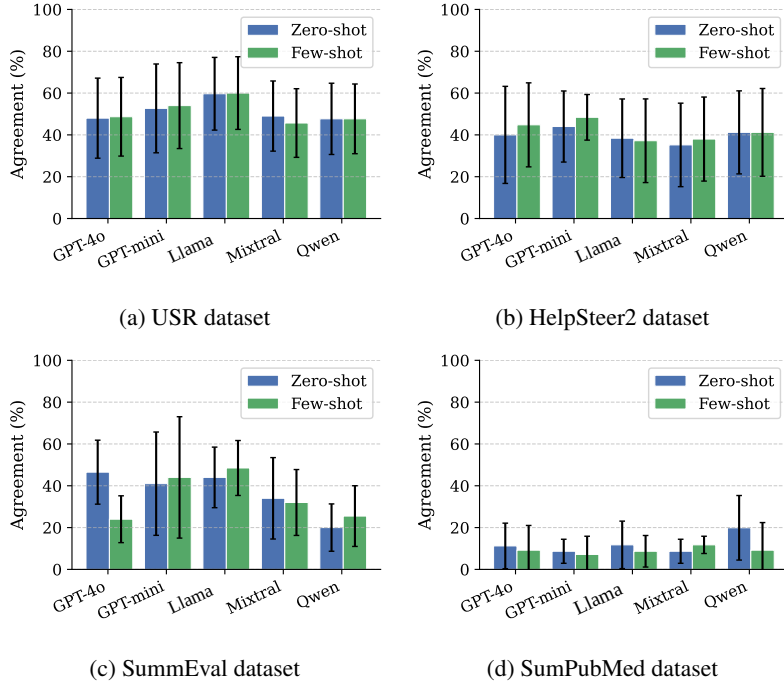 100
80
60
40
20
0
Agreement (%)
Zero-shot
Few-shot
GPT-4o
GPT-mini
Llama
Mixtral
Qwen
(a) USR dataset
100
80
60
40
20
0
Agreement (%)
Zero-shot
Few-shot
GPT-4o
GPT-mini
Llama
Mixtral
Qwen
(b) HelpSteer2 dataset
100
80
60
40
20
0
Agreement (%)
Zero-shot
Few-shot
GPT-4o
GPT-mini
Llama
Mixtral
Qwen
(c) SummEval dataset
100
80
60
40
20
0
Agreement (%)
Zero-shot
Few-shot
GPT-4o
GPT-mini
Llama
Mixtral
Qwen
(d) SumPubMed dataset